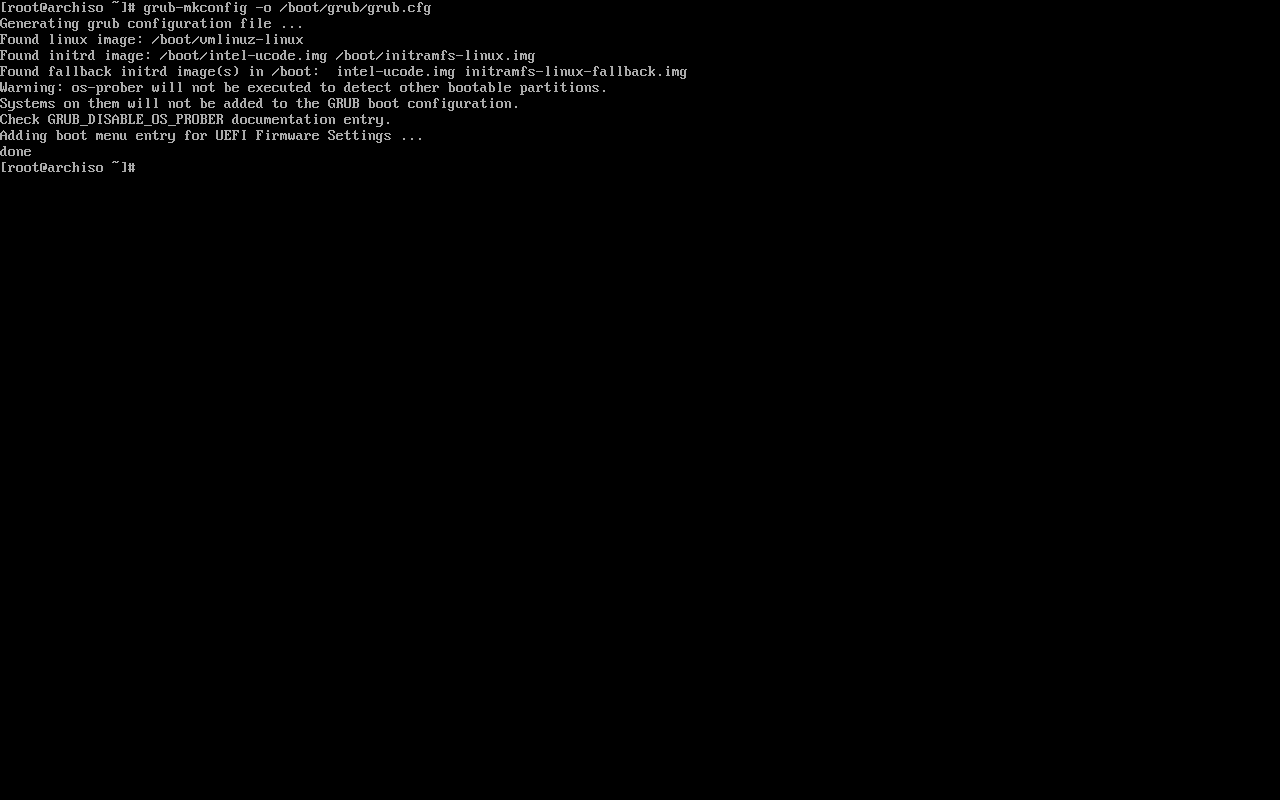 [root@archiso ~]# grub-mkconfig -o /boot/grub/grub.cfg
Generating grub configuration file ...
Found linux image: /boot/vmlinuz-linux
Found initrd image: /boot/intel-ucode.img /boot/initramfs-linux.img
Found fallback initrd image(s) in /boot:  intel-ucode.img initramfs-linux-fallback.img
Warning: os-prober will not be executed to detect other bootable partitions.
Systems on them will not be added to the GRUB boot configuration.
Check GRUB_DISABLE_OS_PROBER documentation entry.
Adding boot menu entry for UEFI Firmware Settings ...
done
[root@archiso ~]#